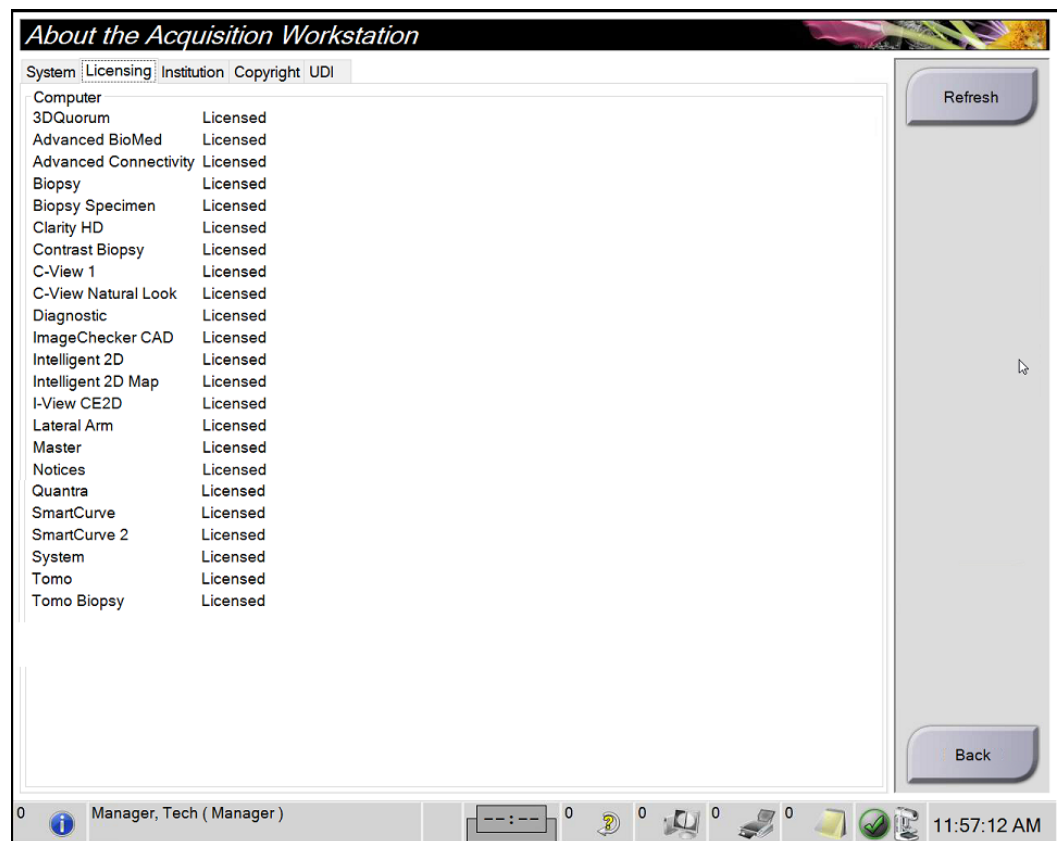 About the Acquisition Workstation
System Licensing Institution Copyright UDI
Computer
3DQuorum Licensed
Advanced BioMed Licensed
Advanced Connectivity Licensed
Biopsy Licensed
Biopsy Specimen Licensed
Clarity HD Licensed
Contrast Biopsy Licensed
C-View 1 Licensed
C-View Natural Look Licensed
Diagnostic Licensed
ImageChecker CAD Licensed
Intelligent 2D Licensed
Intelligent 2D Map Licensed
I-View CE2D Licensed
Lateral Arm Licensed
Master Licensed
Notices Licensed
Quantra Licensed
SmartCurve Licensed
SmartCurve 2 Licensed
System Licensed
Tomo Licensed
Tomo Biopsy Licensed
Refresh
Back
0 Manager, Tech ( Manager ) --:-- 0 0 0 0 11:57:12 AM